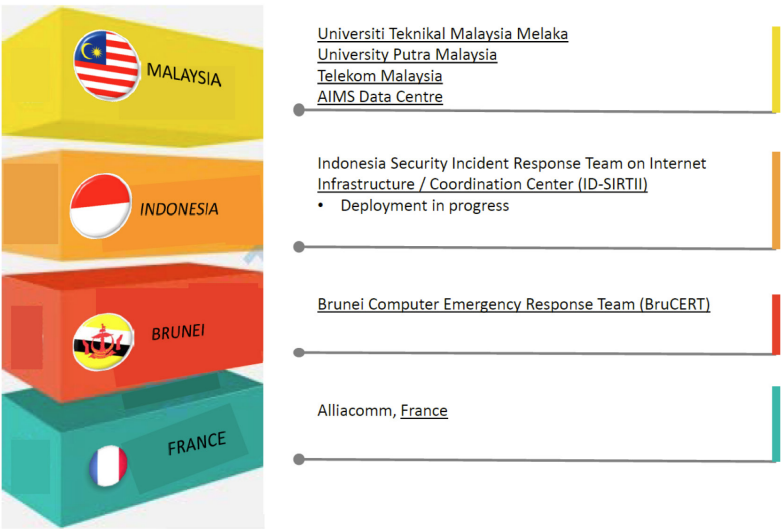 MALAYSIA
Universiti Teknikal Malaysia Melaka
University Putra Malaysia
Telekom Malaysia
AIMS Data Centre
INDONESIA
Indonesia Security Incident Response Team on Internet
Infrastructure / Coordination Center (ID-SIRTII)
• Deployment in progress
BRUNEI
Brunei Computer Emergency Response Team (BruCERT)
FRANCE
Alliacomm, France